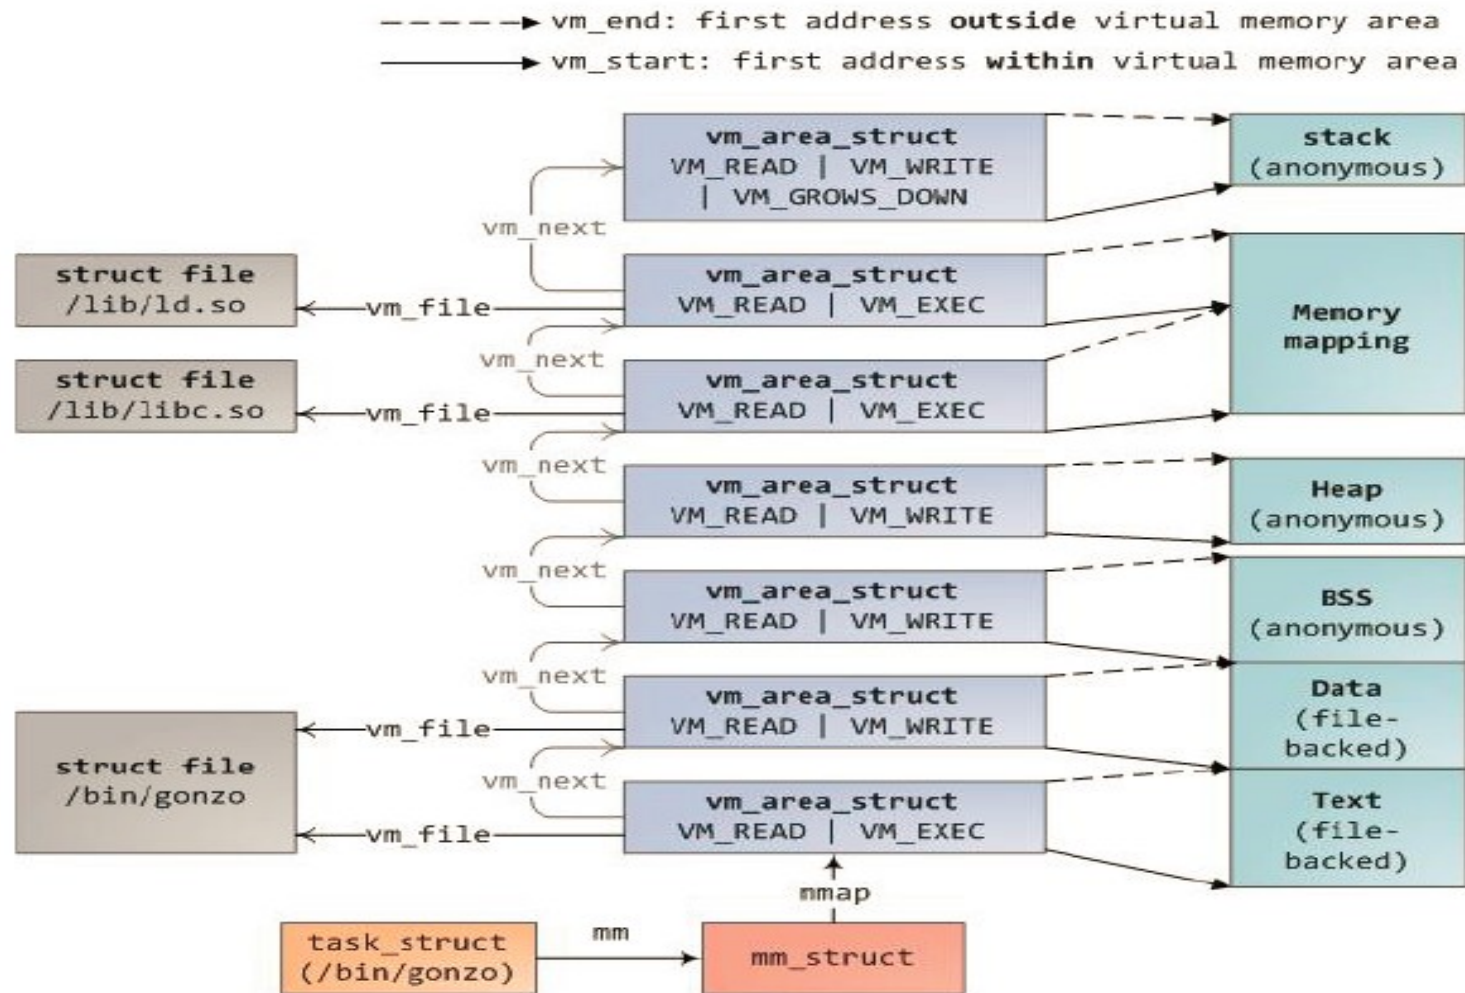 vm_end: first address outside virtual memory area
vm_start: first address within virtual memory area
vm_area_struct
VM_READ | VM_WRITE
| VM_GROWS_DOWN
stack
(anonymous)
vm_next
struct file
/lib/ld.so
vm_file
vm_area_struct
VM_READ | VM_EXEC
Memory
mapping
vm_next
struct file
/lib/libc.so
vm_file
vm_area_struct
VM_READ | VM_EXEC
vm_next
vm_area_struct
VM_READ | VM_WRITE
Heap
(anonymous)
vm_next
vm_area_struct
VM_READ | VM_WRITE
BSS
(anonymous)
vm_next
vm_file
vm_area_struct
VM_READ | VM_WRITE
Data
(file-
backed)
struct file
/bin/gonzo
vm_next
vm_file
vm_area_struct
VM_READ | VM_EXEC
Text
(file-
backed)
mmap
task_struct
(/bin/gonzo)
mm
mm_struct